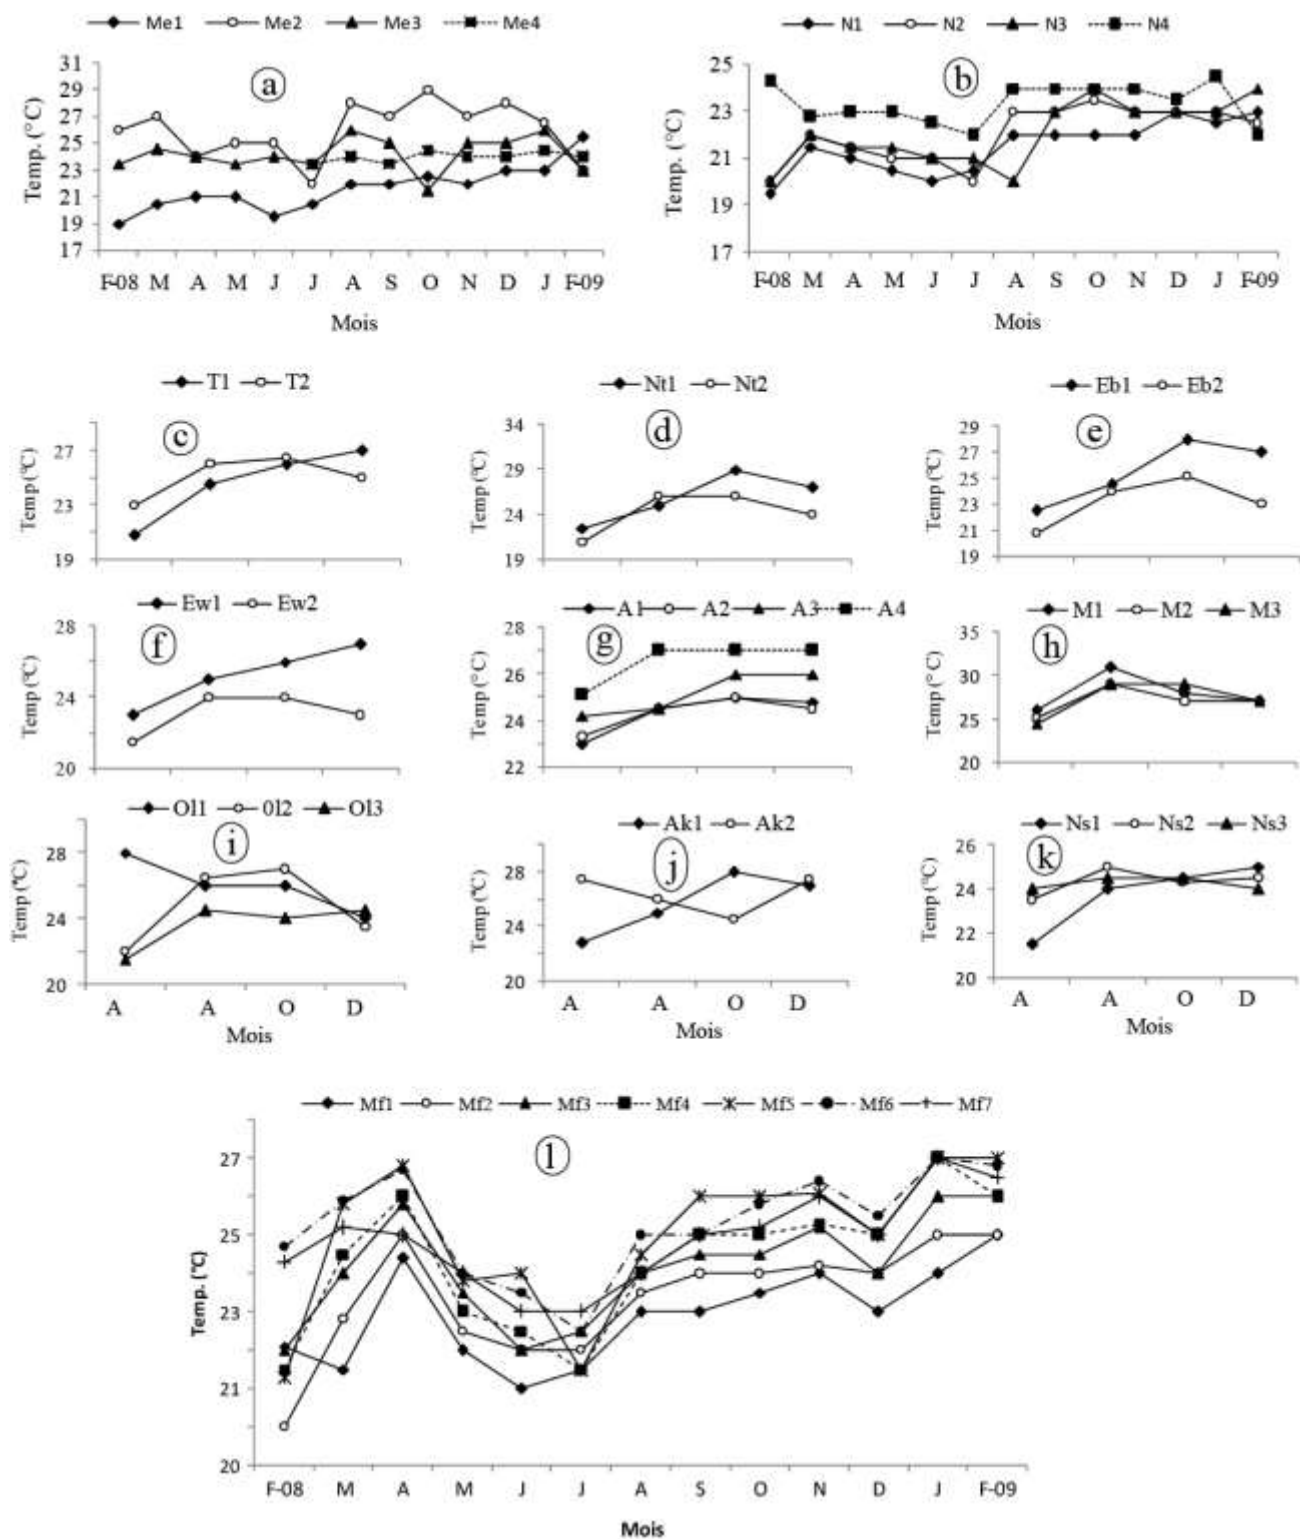 Me1 Me2 Me3 Me4
a
Temp. (°C)
31
29
27
25
23
21
19
17
F-08 M A M J J A S O N D J F-09
Mois
N1 N2 N3 N4
b
Temp. (°C)
25
23
21
19
17
F-08 M A M J J A S O N D J F-09
Mois
T1 T2
c
Temp (°C)
27
23
19
Nt1 Nt2
d
Temp (°C)
34
29
24
19
Eb1 Eb2
e
Temp (°C)
29
27
25
23
21
19
Ew1 Ew2
f
Temp (°C)
28
24
20
A1 A2 A3 A4
g
Temp (°C)
28
26
24
22
M1 M2 M3
h
Temp (°C)
35
30
25
20
Ol1 0l2 Ol3
i
Temp (°C)
28
24
20
A A O D
Mois
Ak1 Ak2
j
Temp (°C)
28
24
20
A A O D
Mois
Ns1 Ns2 Ns3
k
Temp (°C)
26
24
22
20
A A O D
Mois
Mf1 Mf2 Mf3 Mf4 Mf5 Mf6 Mf7
l
Temp. (°C)
27
25
23
21
20
F-08 M A M J J A S O N D J F-09
Mois